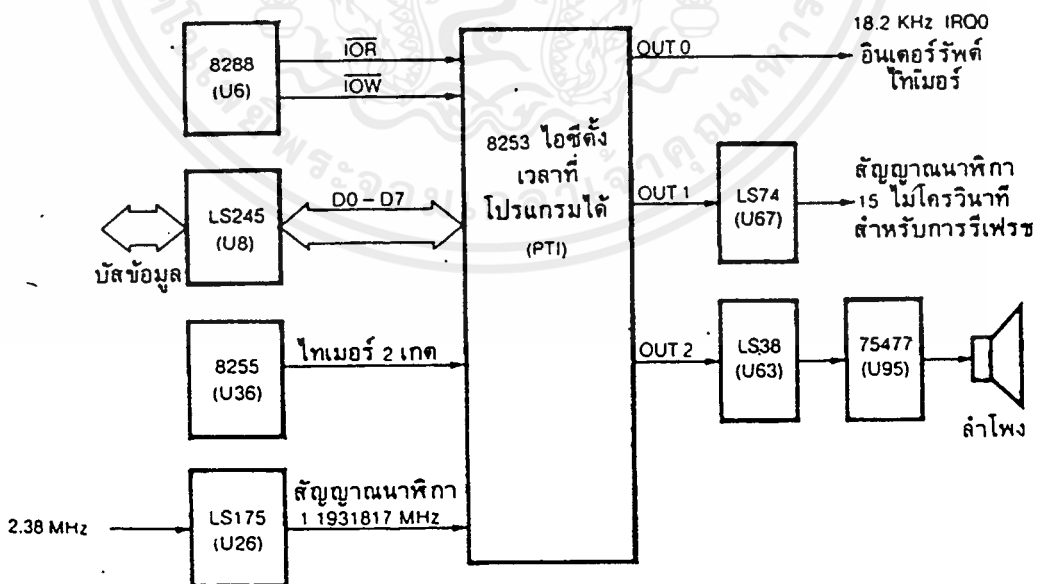 8288
(U6)
IOR
IOW
LS245
(U8)
D0 - D7
บัสข้อมูล
8255
(U36)
ไทเมอร์ 2 เกต
2.38 MHz
LS175
(U26)
สัญญาณนาฬิกา
1 1931817 MHz
8253 ไอซีตั้ง
เวลาที่
โปรแกรมได้
(PTI)
OUT 0
18.2 KHz IRQ0
อินเตอร์รัพต์
ไทเมอร์
OUT 1
LS74
(U67)
สัญญาณนาฬิกา
15 ไมโครวินาที
สำหรับการรีเฟรช
OUT 2
LS38
(U63)
75477
(U95)
ลำโพง